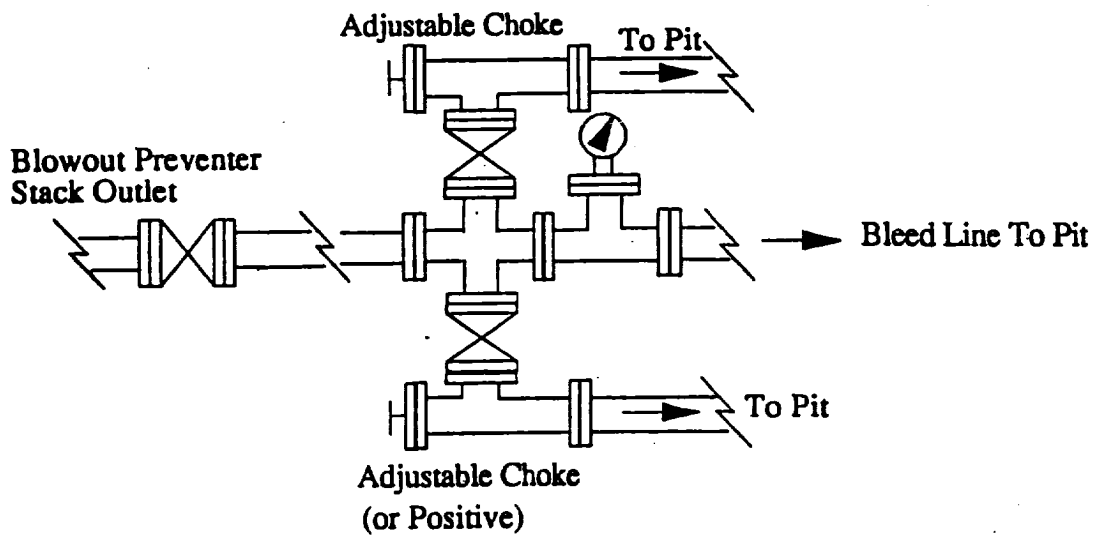 Adjustable Choke
To Pit
Blowout Preventer
Stack Outlet
Bleed Line To Pit
To Pit
Adjustable Choke
(or Positive)